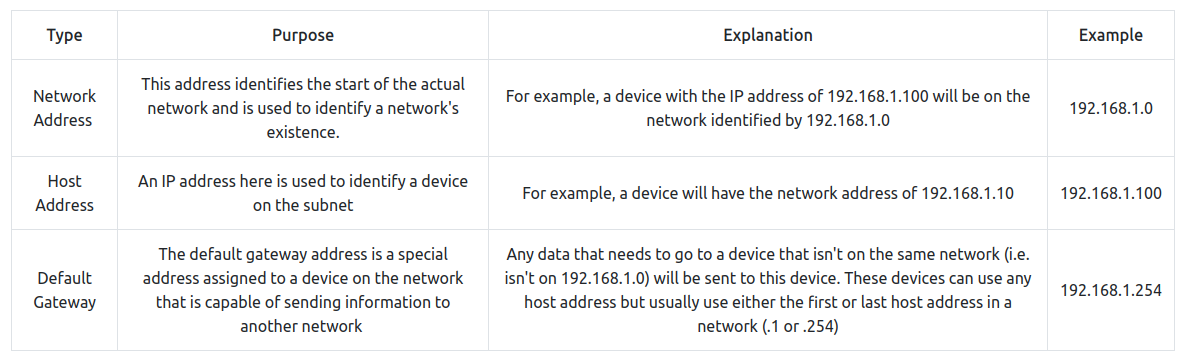 Type Purpose Explanation Example
Network
Address
This address identifies the start of the actual
network and is used to identify a network's
existence.
For example, a device with the IP address of 192.168.1.100 will be on the
network identified by 192.168.1.0
192.168.1.0
Host
Address
An IP address here is used to identify a device
on the subnet
For example, a device will have the network address of 192.168.1.10
192.168.1.100
Default
Gateway
The default gateway address is a special
address assigned to a device on the network
that is capable of sending information to
another network
Any data that needs to go to a device that isn't on the same network (i.e.
isn't on 192.168.1.0) will be sent to this device. These devices can use any
host address but usually use either the first or last host address in a
network (.1 or .254)
192.168.1.254